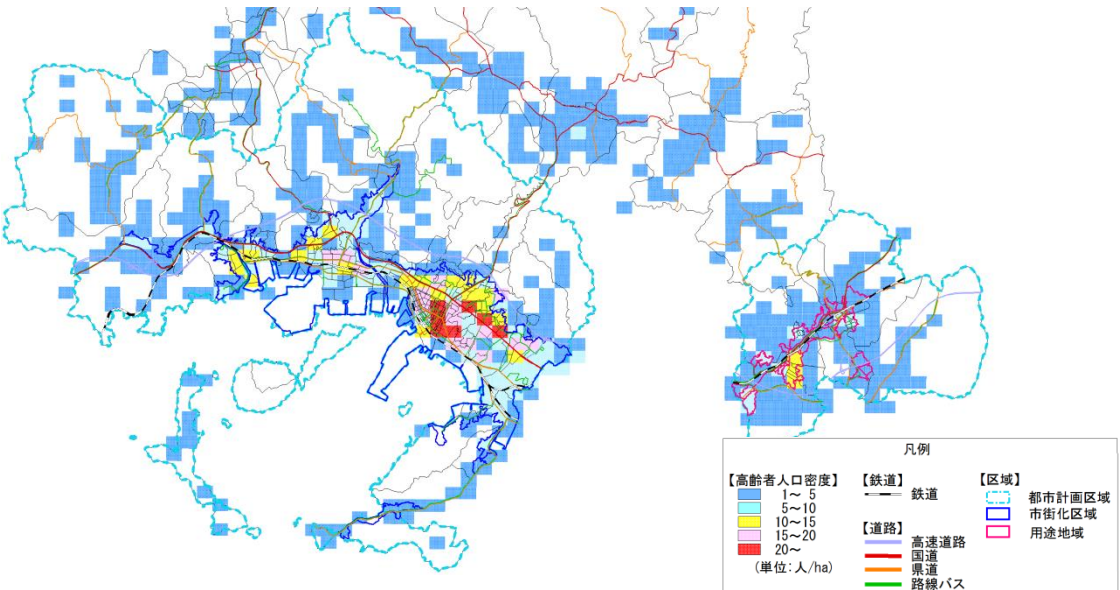 凡例
【高齢者人口密度】
1～ 5
5～10
10～15
15～20
20～
(単位:人/ha)
【鉄道】
鉄道
【道路】
高速道路
国道
県道
路線バス
【区域】
都市計画区域
市街化区域
用途地域